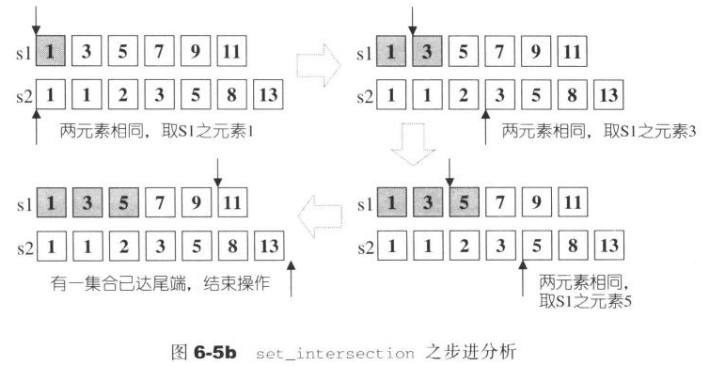 s1 1 3 5 7 9 11
s2 1 1 2 3 5 8 13
两元素相同，取S1之元素1
s1 1 3 5 7 9 11
s2 1 1 2 3 5 8 13
两元素相同，取S1之元素3
s1 1 3 5 7 9 11
s2 1 1 2 3 5 8 13
两元素相同，
取S1之元素5
s1 1 3 5 7 9 11
s2 1 1 2 3 5 8 13
有一集合已达尾端，结束操作
图 6-5b set_intersection 之步进分析